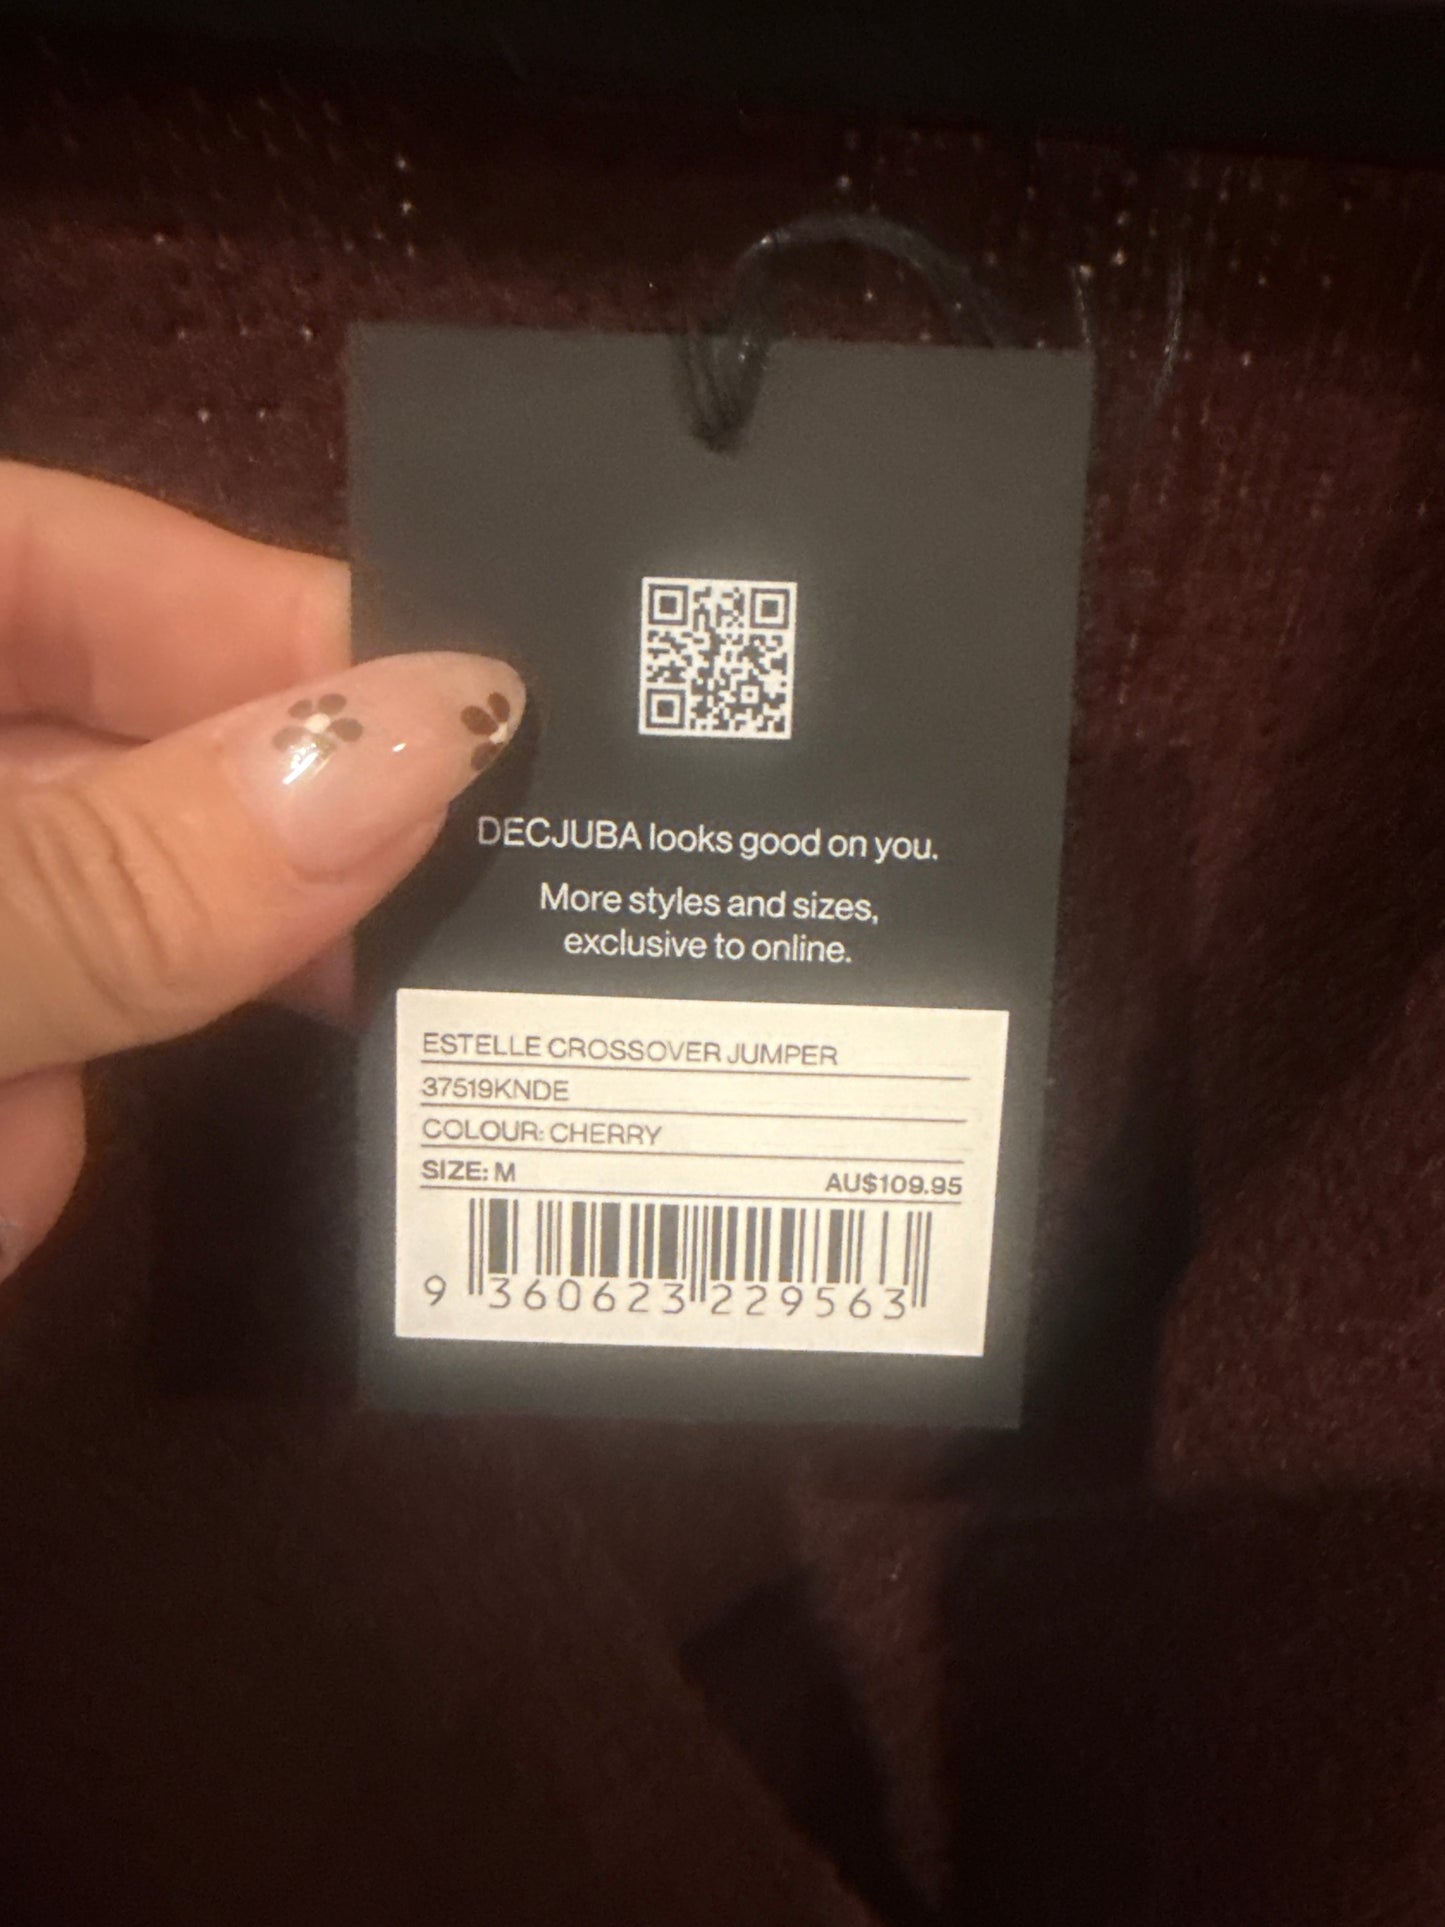 DECJUBA looks good on you.
More styles and sizes,
exclusive to online.
ESTELLE CROSSOVER JUMPER
37519KNDE
COLOUR: CHERRY
SIZE: M AU$109.95
9 360623 229563